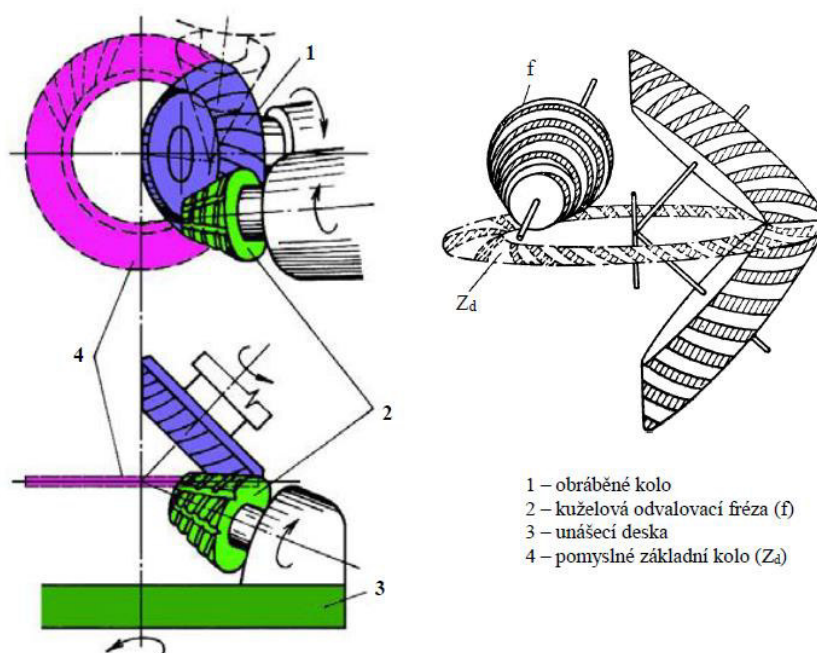 1
f
Zd
4
2
3
1 – obráběné kolo
2 – kuželová odvalovací fréza (f)
3 – unášecí deska
4 – pomyslné základní kolo (Zd)